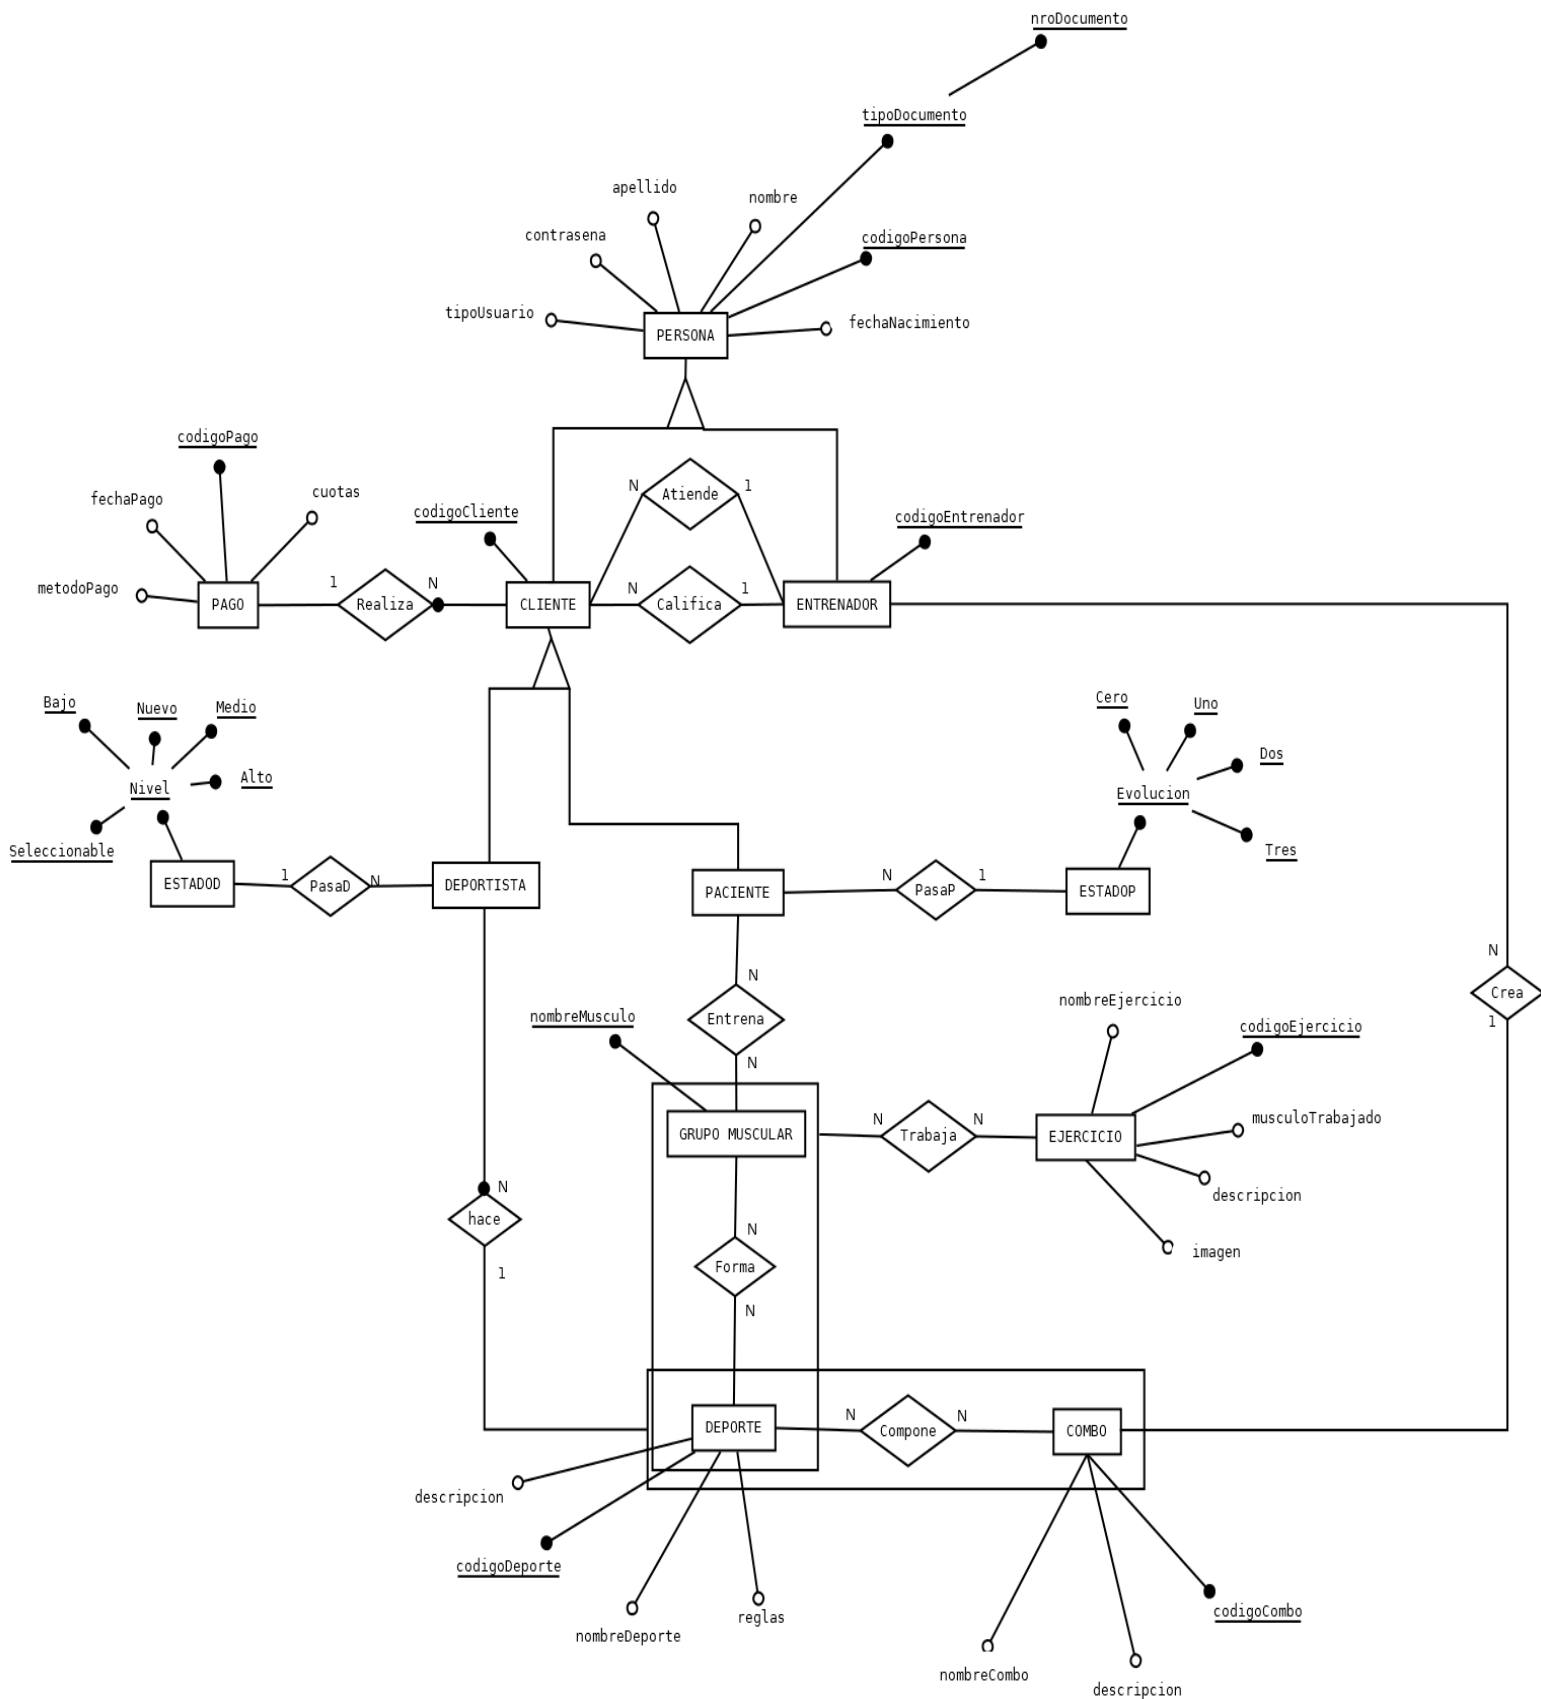 nroDocumento
tipoDocumento
apellido
nombre
contrasena
codigoPersona
tipoUsuario
fechaNacimiento
PERSONA
codigoPago
fechaPago
cuotas
metodoPago
PAGO
1
Realiza
N
codigoCliente
CLIENTE
N
Atiende
1
N
Califica
1
codigoEntrenador
ENTRENADOR
Bajo
Nuevo
Medio
Nivel
Alto
Seleccionable
ESTADOD
1
PasaD
N
DEPORTISTA
PACIENTE
N
PasaP
1
ESTADOP
Cero
Uno
Dos
Evolucion
Tres
N
Crea
1
N
Entrena
N
nombreMusculo
GRUPO MUSCULAR
N
Trabaja
N
EJERCICIO
nombreEjercicio
codigoEjercicio
musculoTrabajado
descripcion
imagen
N
hace
1
N
Forma
N
DEPORTE
N
Compone
N
COMBO
descripcion
codigoDeporte
nombreDeporte
reglas
codigoCombo
nombreCombo
descripcion